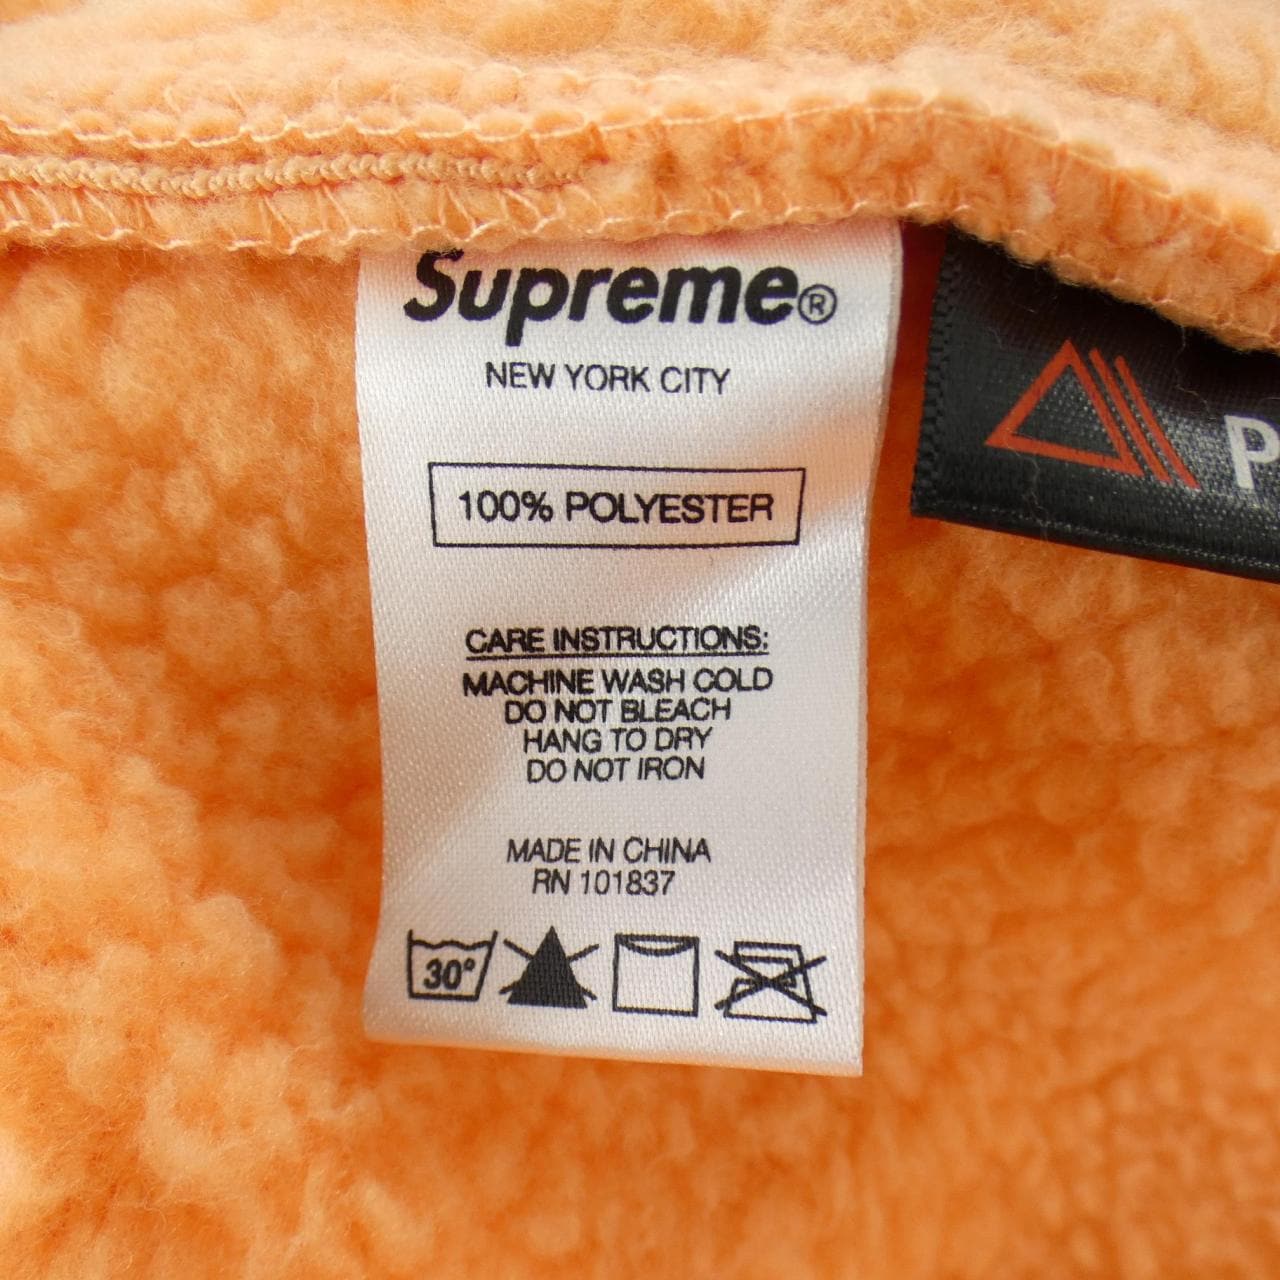 Supreme®
NEW YORK CITY
100% POLYESTER
CARE INSTRUCTIONS:
MACHINE WASH COLD
DO NOT BLEACH
HANG TO DRY
DO NOT IRON
MADE IN CHINA
RN 101837
30°
P